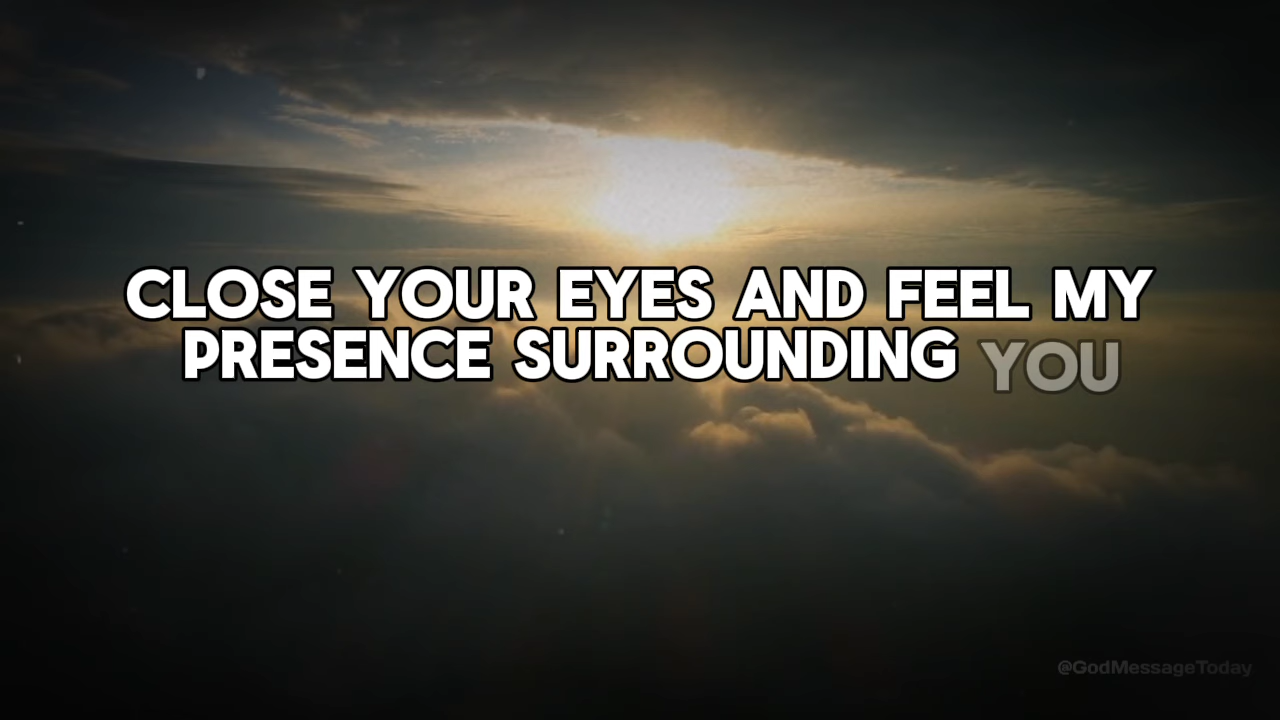 CLOSE YOUR EYES AND FEEL MY
PRESENCE SURROUNDING YOU
@GodMessageToday